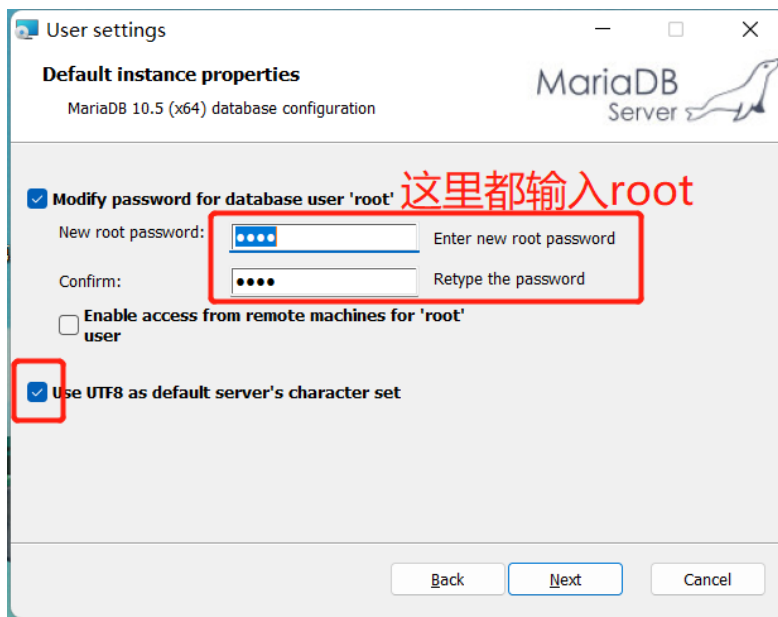 User settings
Default instance properties
MariaDB 10.5 (x64) database configuration
MariaDB
Server
Modify password for database user 'root'
这里都输入root
New root password:
●●●●
Enter new root password
Confirm:
●●●●
Retype the password
Enable access from remote machines for 'root'
user
Use UTF8 as default server's character set
Back
Next
Cancel